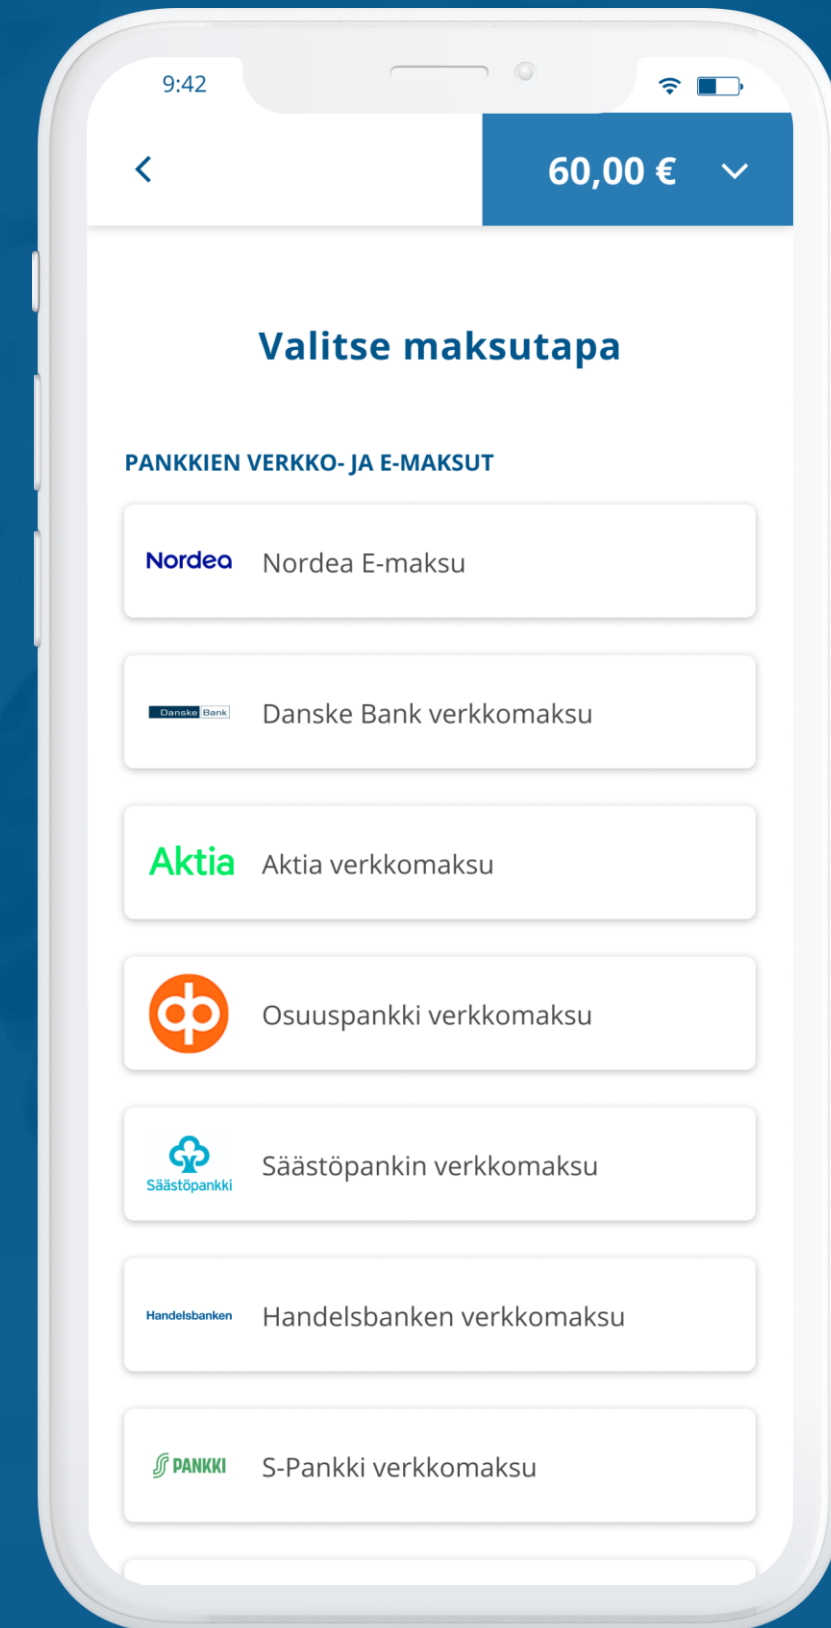 9:42
60,00 €
Valitse maksutapa
PANKKIEN VERKKO- JA E-MAKSUT
Nordea Nordea E-maksu
Danske Bank Danske Bank verkkomaksu
Aktia Aktia verkkomaksu
op Osuuspankki verkkomaksu
Säästöpankki Säästöpankin verkkomaksu
Handelsbanken Handelsbanken verkkomaksu
S PANKKI S-Pankki verkkomaksu